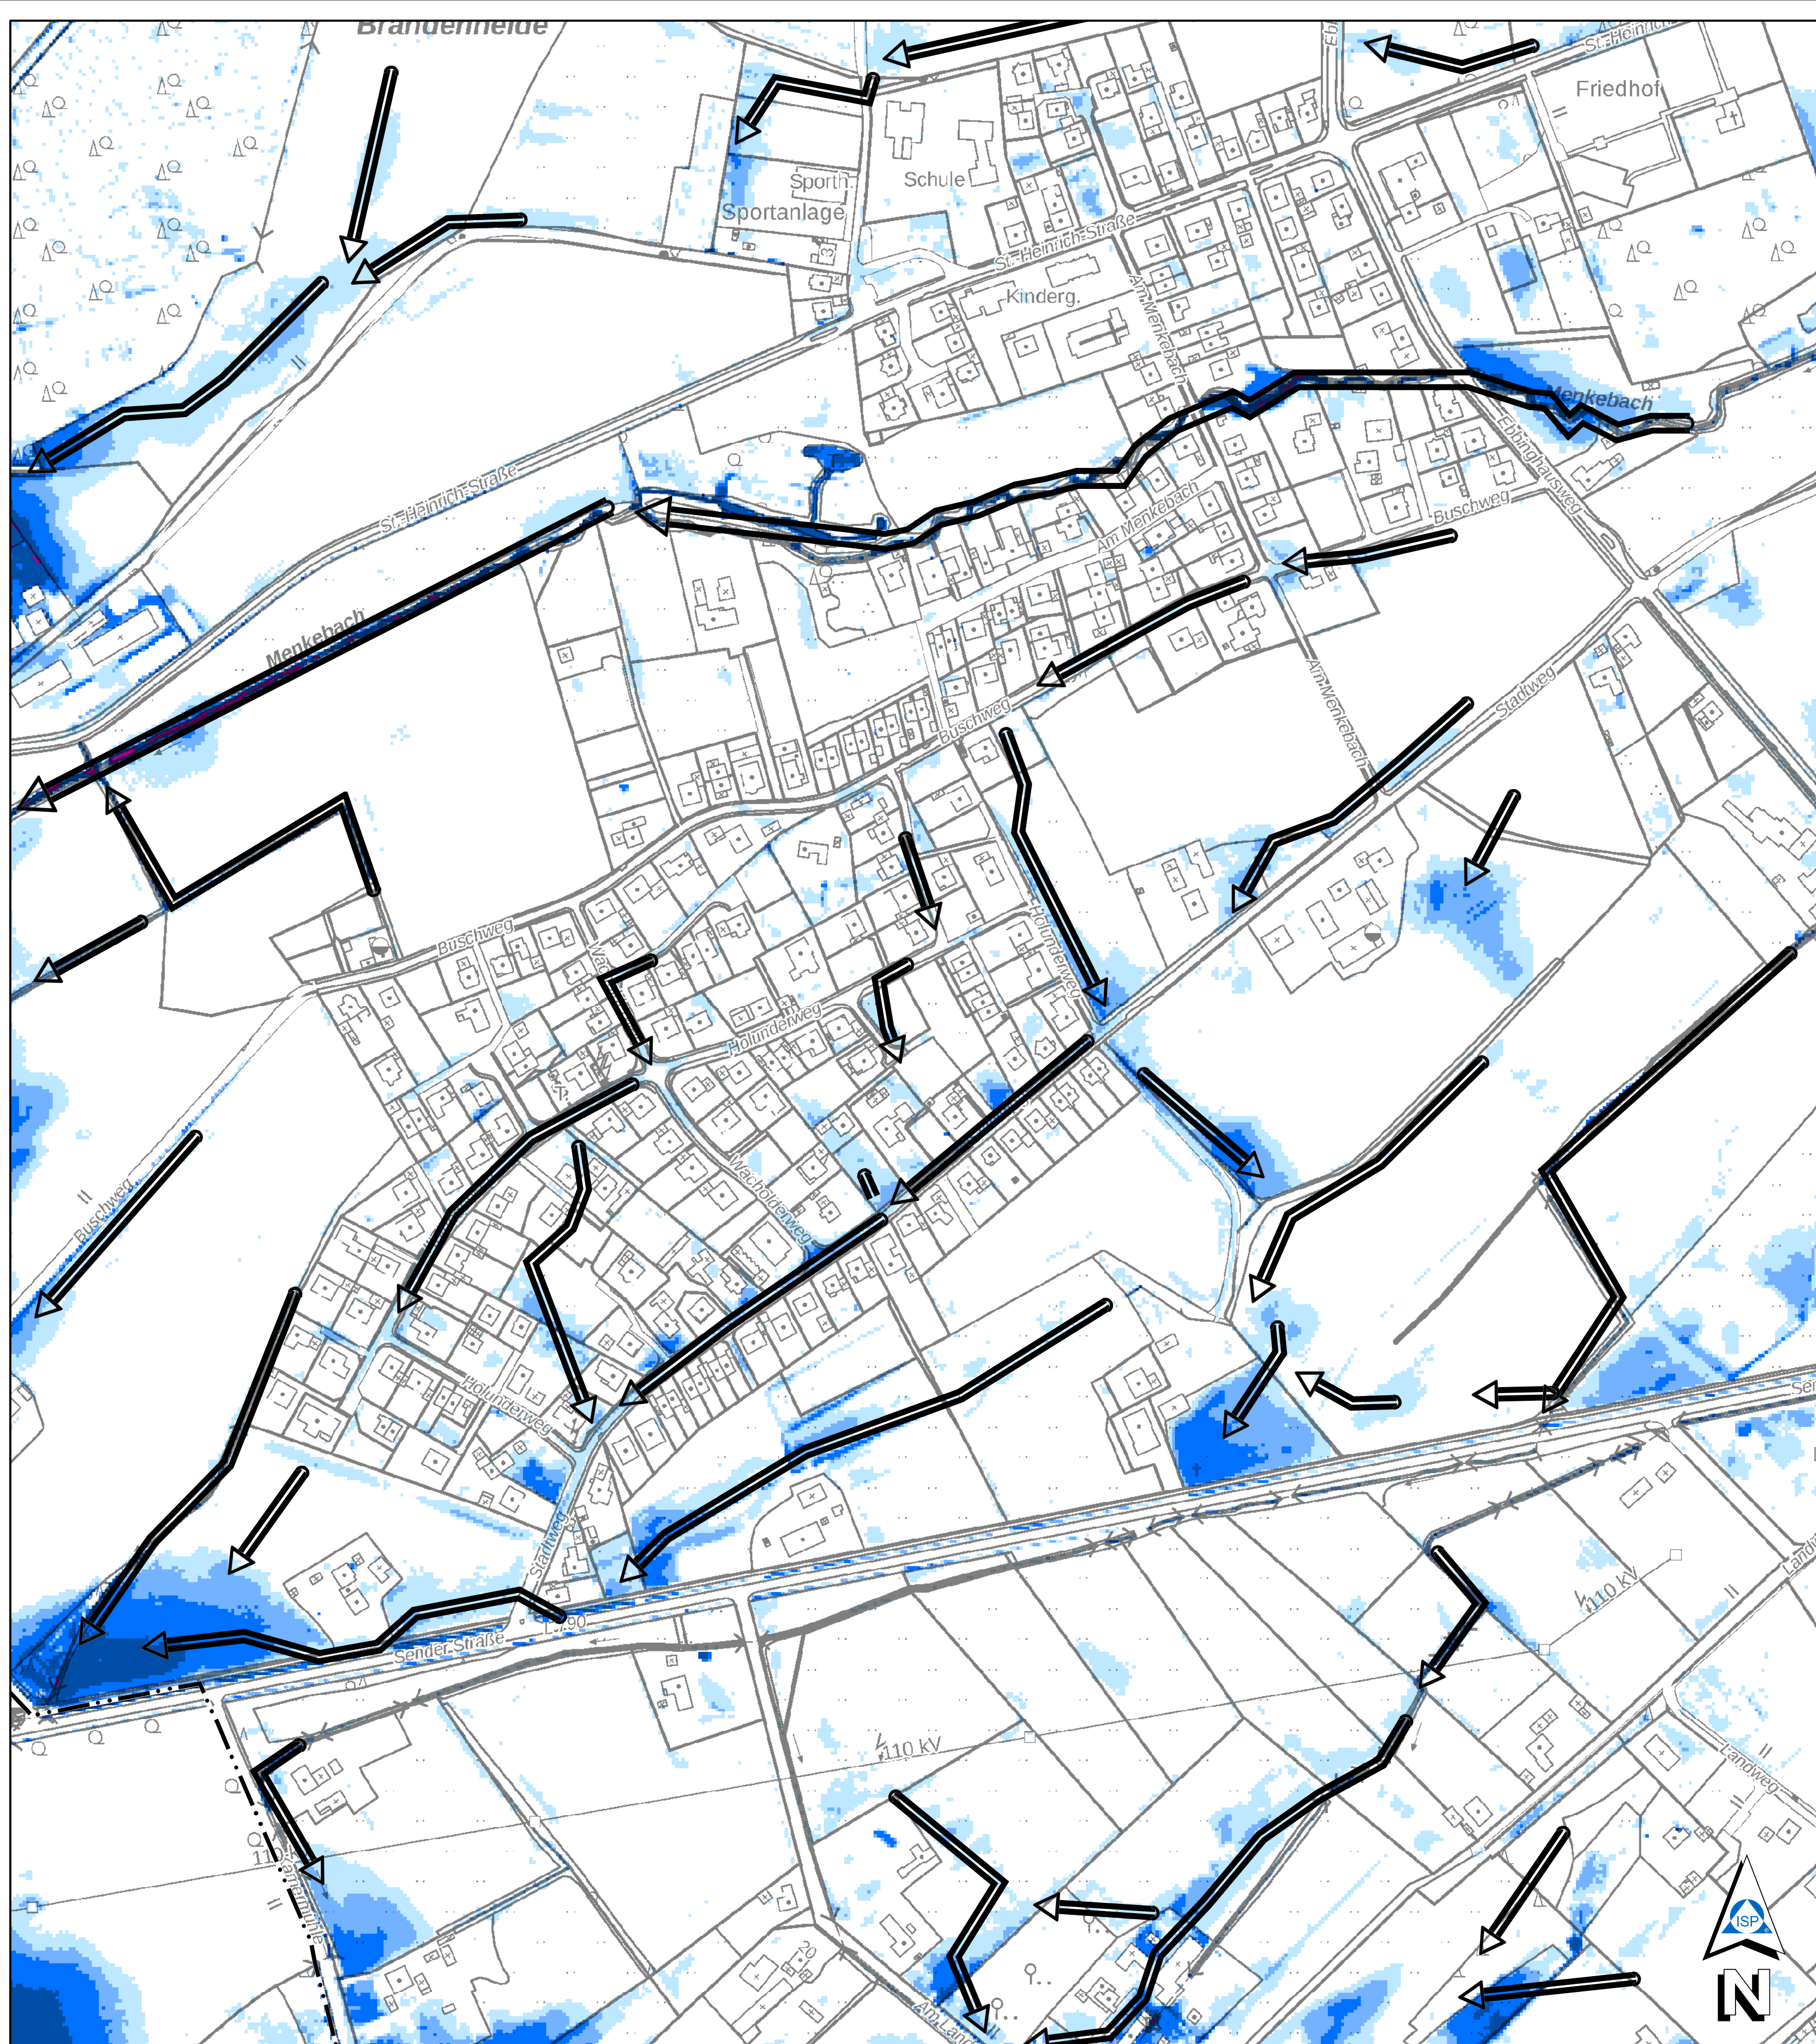 Brandenheide
St.-Heinrich
Friedhof
Sporth.
Schule
Sportanlage
St.-Heinrich-Straße
Kinderg.
Am Menkebach
Menkebach
Ebbinghausweg
St.-Heinrich-Straße
Am Menkebach
Buschweg
Menkebach
Am Menkebach
Stadtweg
Buschweg
Buschweg
Holunderweg
Holunderweg
Buschweg
Wacholderweg
Holunderweg
Stadtweg
L 790
Sender Straße
110 kV
110 kV
Landweg
20
ISP
N